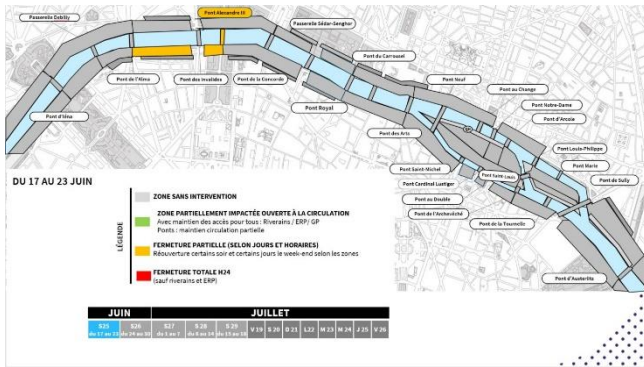 Passerelle Debilly
Pont Alexandre III
Passerelle Sédar-Senghor
Pont du Carrousel
Pont Neuf
Pont au Change
Pont Notre-Dame
Pont d'Arcole
Pont Louis-Philippe
Pont Marie
Pont de Sully
Pont de l'Alma
Pont des Invalides
Pont de la Concorde
Pont Royal
Pont des Arts
Pont d'Iéna
Pont Saint-Michel
Pont Cardinal Lustiger
Pont au Double
Pont de l'Archevêché
Pont de la Tournelle
Pont Saint-Louis
Pont d'Austerlitz
DU 17 AU 23 JUIN
LÉGENDE
ZONE SANS INTERVENTION
ZONE PARTIELLEMENT IMPACTÉE OUVERTE À LA CIRCULATION
Avec maintien des accès pour tous : Riverains / ERP/ GP
Ponts : maintien circulation partielle
FERMETURE PARTIELLE (SELON JOURS ET HORAIRES)
Réouverture certains soir et certains jours le week-end selon les zones
FERMETURE TOTALE HJ4
(sauf riverains et ERP)
JUIN JUILLET
S25 S26 S27 S 28 S 29 V 19 S 20 D 21 L22 M 23 M 24 J 25 V 26
du 17 au 23 du 24 au 30 du 1 au 7 du 8 au 14 du 15 au 18